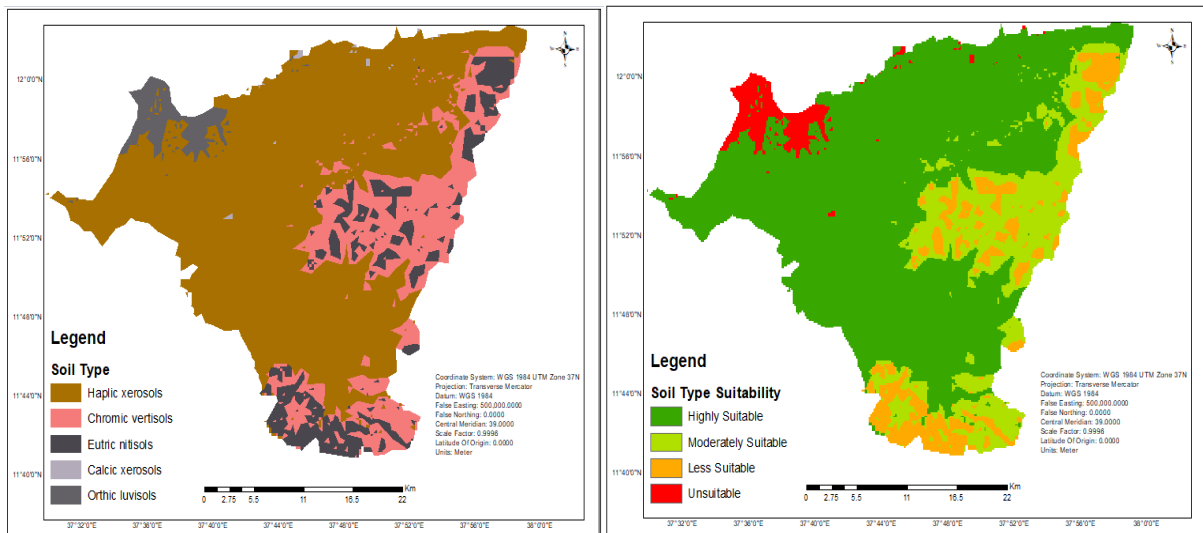 12°0'0"N
11°56'0"N
11°52'0"N
11°48'0"N
11°44'0"N
11°40'0"N
Legend
Soil Type
Haplic xerosols
Chromic vertisols
Eutric nitisols
Calcic xerosols
Orthic luvisols
Coordinate System: WGS 1984 UTM Zone 37N
Projection: Transverse Mercator
Datum: WGS 1984
False Easting: 500,000.0000
False Northing: 0.0000
Central Meridian: 39.0000
Scale Factor: 0.9996
Latitude Of Origin: 0.0000
Units: Meter
Km
0 2.75 5.5 11 16.5 22
37°32'0"E 37°36'0"E 37°40'0"E 37°44'0"E 37°48'0"E 37°52'0"E 37°56'0"E 38°0'0"E
12°0'0"N
11°56'0"N
11°52'0"N
11°48'0"N
11°44'0"N
11°40'0"N
Legend
Soil Type Suitability
Highly Suitable
Moderately Suitable
Less Suitable
Unsuitable
Coordinate System: WGS 1984 UTM Zone 37N
Projection: Transverse Mercator
Datum: WGS 1984
False Easting: 500,000.0000
False Northing: 0.0000
Central Meridian: 39.0000
Scale Factor: 0.9996
Latitude Of Origin: 0.0000
Units: Meter
Km
0 2.75 5.5 11 16.5 22
37°32'0"E 37°36'0"E 37°40'0"E 37°44'0"E 37°48'0"E 37°52'0"E 37°56'0"E 38°0'0"E